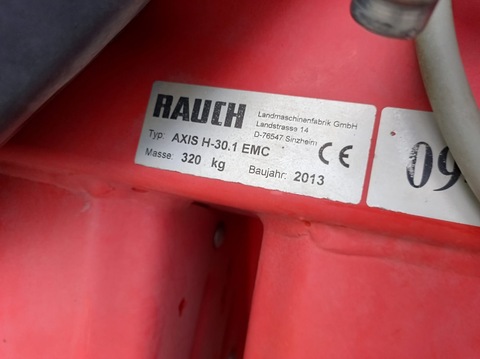 RAUCH
Landmaschinenfabrik GmbH
Landstrasse 14
D-76547 Sinzheim
Typ: AXIS H-30.1 EMC
Masse: 320 kg
Baujahr: 2013
CE
09